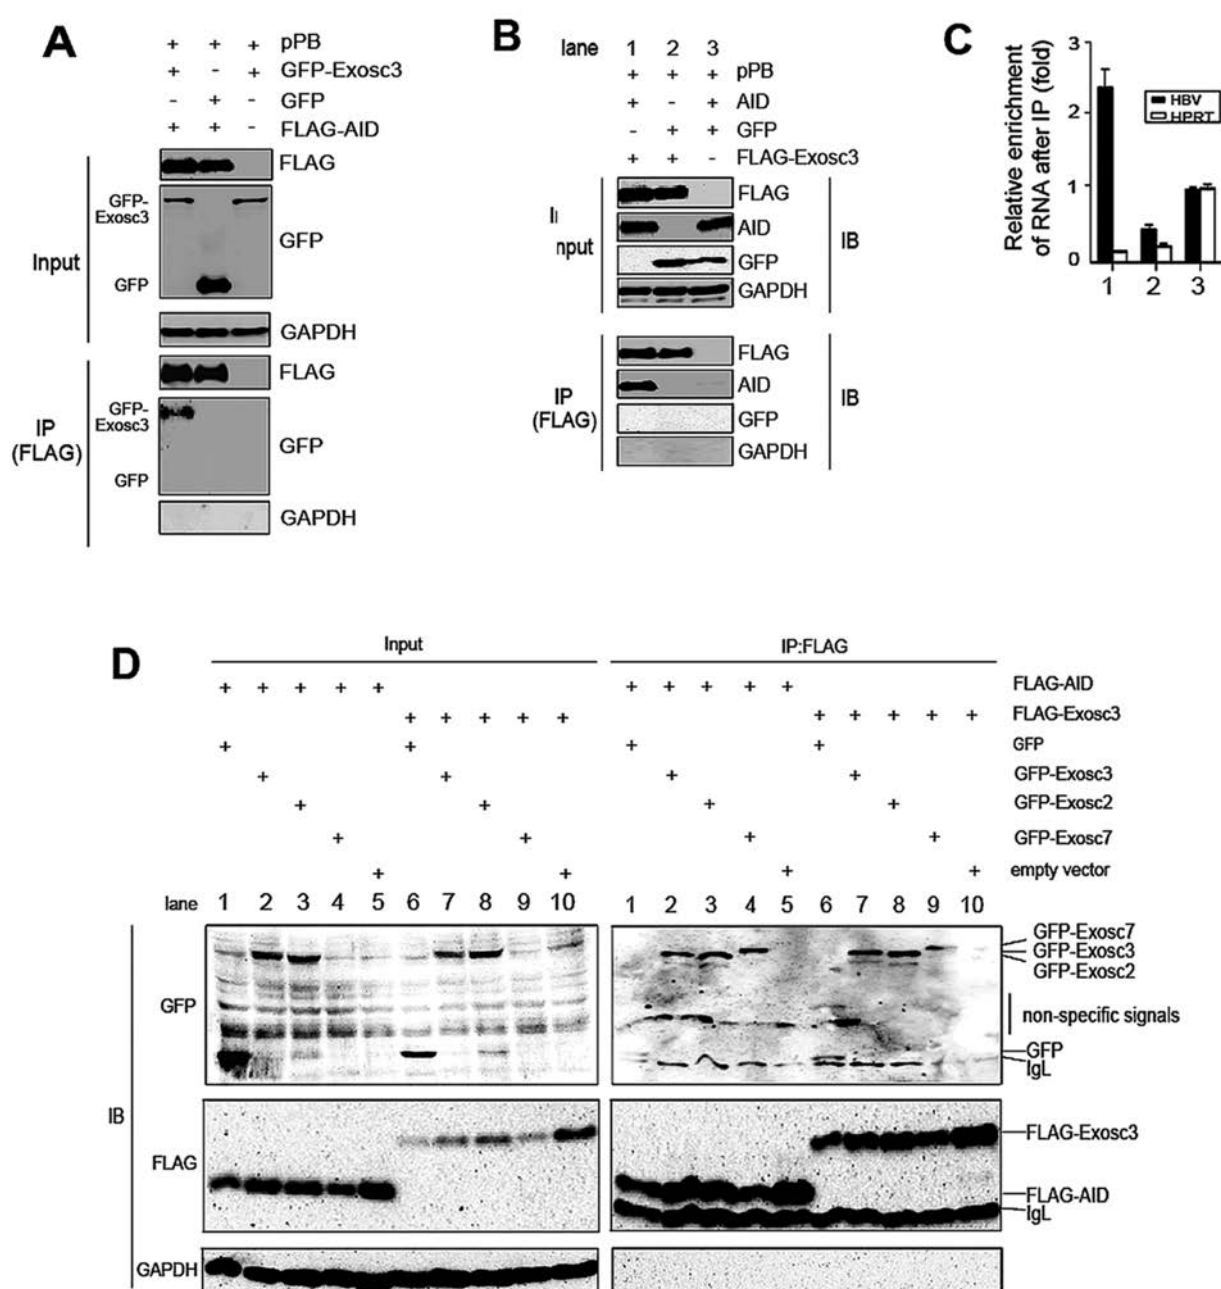 A
+ + + pPB
+ - + GFP-Exosc3
- + - GFP
+ + - FLAG-AID
Input
FLAG
GFP-
Exosc3
GFP
GFP
GAPDH
IP
(FLAG)
FLAG
GFP-
Exosc3
GFP
GFP
GAPDH
B
lane 1 2 3
+ + + pPB
+ - + AID
- + + GFP
+ + - FLAG-Exosc3
nput
FLAG
AID
GFP
GAPDH
IB
IP
(FLAG)
FLAG
AID
GFP
GAPDH
IB
C
Relative enrichment
of RNA after IP (fold)
3
2
1
0
HBV
HPRT
1 2 3
D
Input IP:FLAG
+ + + + + + + + + + FLAG-AID
+ + + + + + + + + + FLAG-Exosc3
+ + + + GFP
+ + + + GFP-Exosc3
+ + + + GFP-Exosc2
+ + + + GFP-Exosc7
+ + + + empty vector
lane 1 2 3 4 5 6 7 8 9 10 1 2 3 4 5 6 7 8 9 10
IB
GFP
GFP-Exosc7
GFP-Exosc3
GFP-Exosc2
non-specific signals
GFP
IgL
FLAG
FLAG-Exosc3
FLAG-AID
IgL
GAPDH